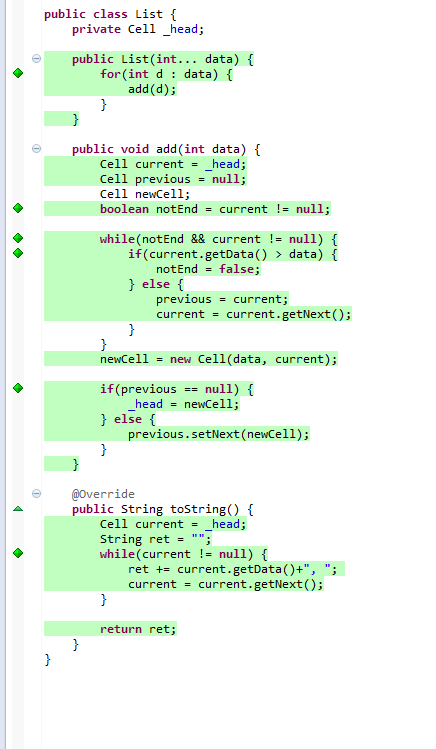 public class List {
    private Cell _head;

    public List(int... data) {
        for(int d : data) {
            add(d);
        }
    }

    public void add(int data) {
        Cell current = _head;
        Cell previous = null;
        Cell newCell;
        boolean notEnd = current != null;

        while(notEnd && current != null) {
            if(current.getData() > data) {
                notEnd = false;
            } else {
                previous = current;
                current = current.getNext();
            }
        }
        newCell = new Cell(data, current);

        if(previous == null) {
            _head = newCell;
        } else {
            previous.setNext(newCell);
        }
    }

    @Override
    public String toString() {
        Cell current = _head;
        String ret = "";
        while(current != null) {
            ret += current.getData()+", ";
            current = current.getNext();
        }

        return ret;
    }
}